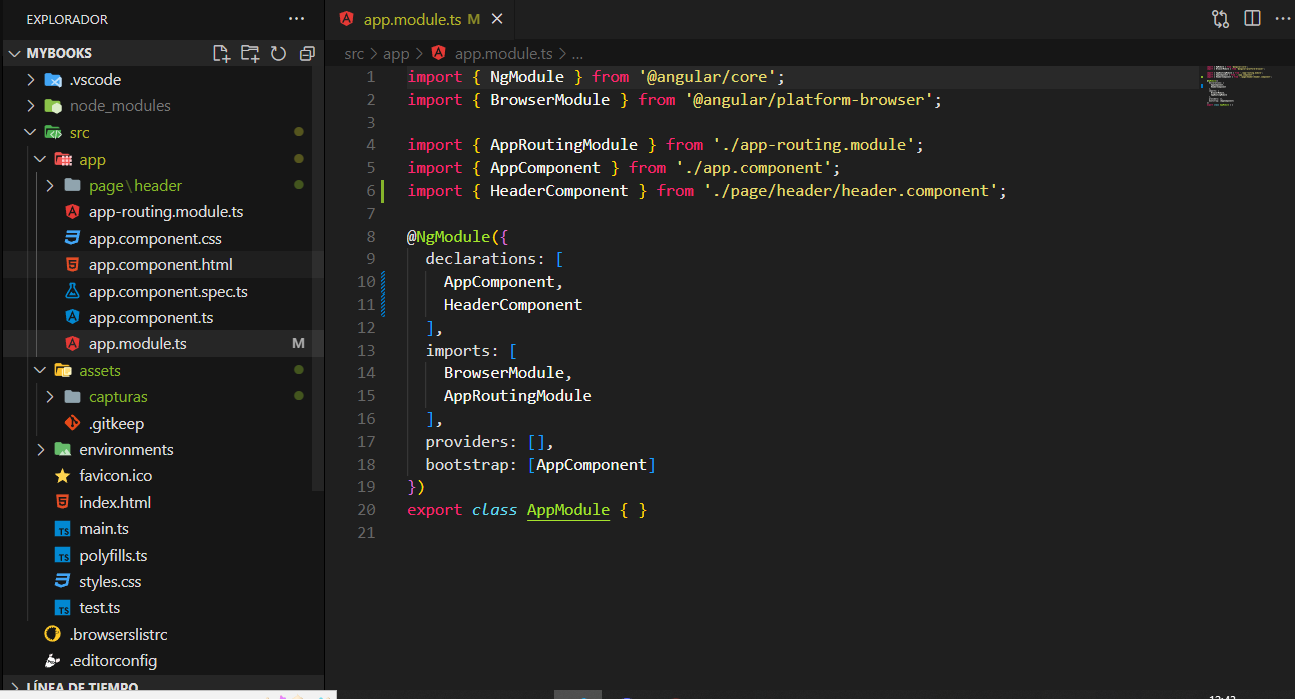 EXPLORADOR
MYBOOKS
.vscode
node_modules
src
app
page\header
app-routing.module.ts
app.component.css
app.component.html
app.component.spec.ts
app.component.ts
app.module.ts M
assets
capturas
.gitkeep
environments
favicon.ico
index.html
main.ts
polyfills.ts
styles.css
test.ts
.browserslistrc
.editorconfig
LÍNEA DE TIEMPO
app.module.ts M
src > app > app.module.ts > ...
1 import { NgModule } from '@angular/core';
2 import { BrowserModule } from '@angular/platform-browser';
3
4 import { AppRoutingModule } from './app-routing.module';
5 import { AppComponent } from './app.component';
6 import { HeaderComponent } from './page/header/header.component';
7
8 @NgModule({
9 declarations: [
10 AppComponent,
11 HeaderComponent
12 ],
13 imports: [
14 BrowserModule,
15 AppRoutingModule
16 ],
17 providers: [],
18 bootstrap: [AppComponent]
19 })
20 export class AppModule { }
21